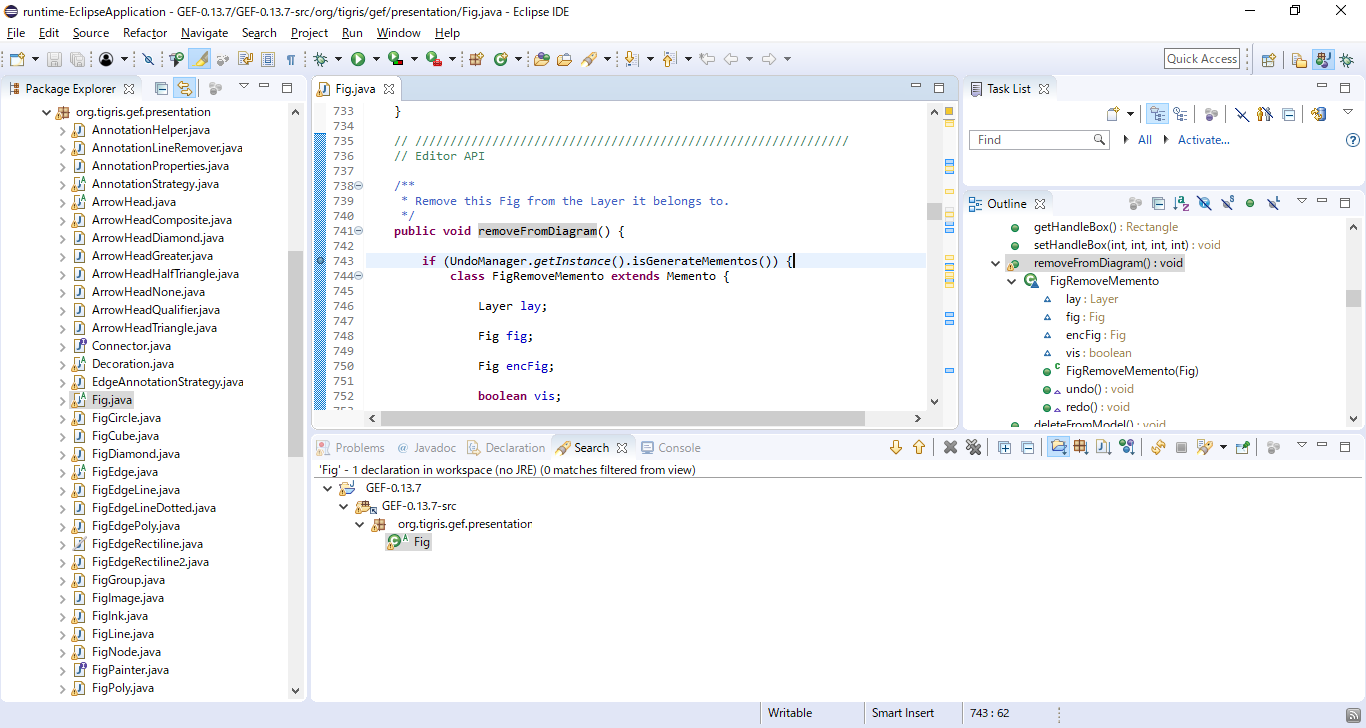 runtime-EclipseApplication - GEF-0.13.7/GEF-0.13.7-src/org/tigris/gef/presentation/Fig.java - Eclipse IDE
File Edit Source Refactor Navigate Search Project Run Window Help
Quick Access
Package Explorer
org.tigris.gef.presentation
AnnotationHelper.java
AnnotationLineRemover.java
AnnotationProperties.java
AnnotationStrategy.java
ArrowHead.java
ArrowHeadComposite.java
ArrowHeadDiamond.java
ArrowHeadGreater.java
ArrowHeadHalfTriangle.java
ArrowHeadNone.java
ArrowHeadQualifier.java
ArrowHeadTriangle.java
Connector.java
Decoration.java
EdgeAnnotationStrategy.java
Fig.java
FigCircle.java
FigCube.java
FigDiamond.java
FigEdge.java
FigEdgeLine.java
FigEdgeLineDotted.java
FigEdgePoly.java
FigEdgeRectiline.java
FigEdgeRectiline2.java
FigGroup.java
FigImage.java
FigInk.java
FigLine.java
FigNode.java
FigPainter.java
FigPoly.java
Fig.java
733 }
734
735 // //////////////////////////////////////////////////////////////
736 // Editor API
737
738 /**
739 * Remove this Fig from the Layer it belongs to.
740 */
741 public void removeFromDiagram() {
742
743 if (UndoManager.getInstance().isGenerateMementos()) {
744 class FigRemoveMemento extends Memento {
745
746 Layer lay;
747
748 Fig fig;
749
750 Fig encFig;
751
752 boolean vis;
Task List
Find All Activate...
Outline
getHandleBox() : Rectangle
setHandleBox(int, int, int, int) : void
removeFromDiagram() : void
FigRemoveMemento
lay : Layer
fig : Fig
encFig : Fig
vis : boolean
FigRemoveMemento(Fig)
undo() : void
redo() : void
deleteFromModel() : void
Problems Javadoc Declaration Search Console
'Fig' - 1 declaration in workspace (no JRE) (0 matches filtered from view)
GEF-0.13.7
GEF-0.13.7-src
org.tigris.gef.presentation
Fig
Writable Smart Insert 743 : 62